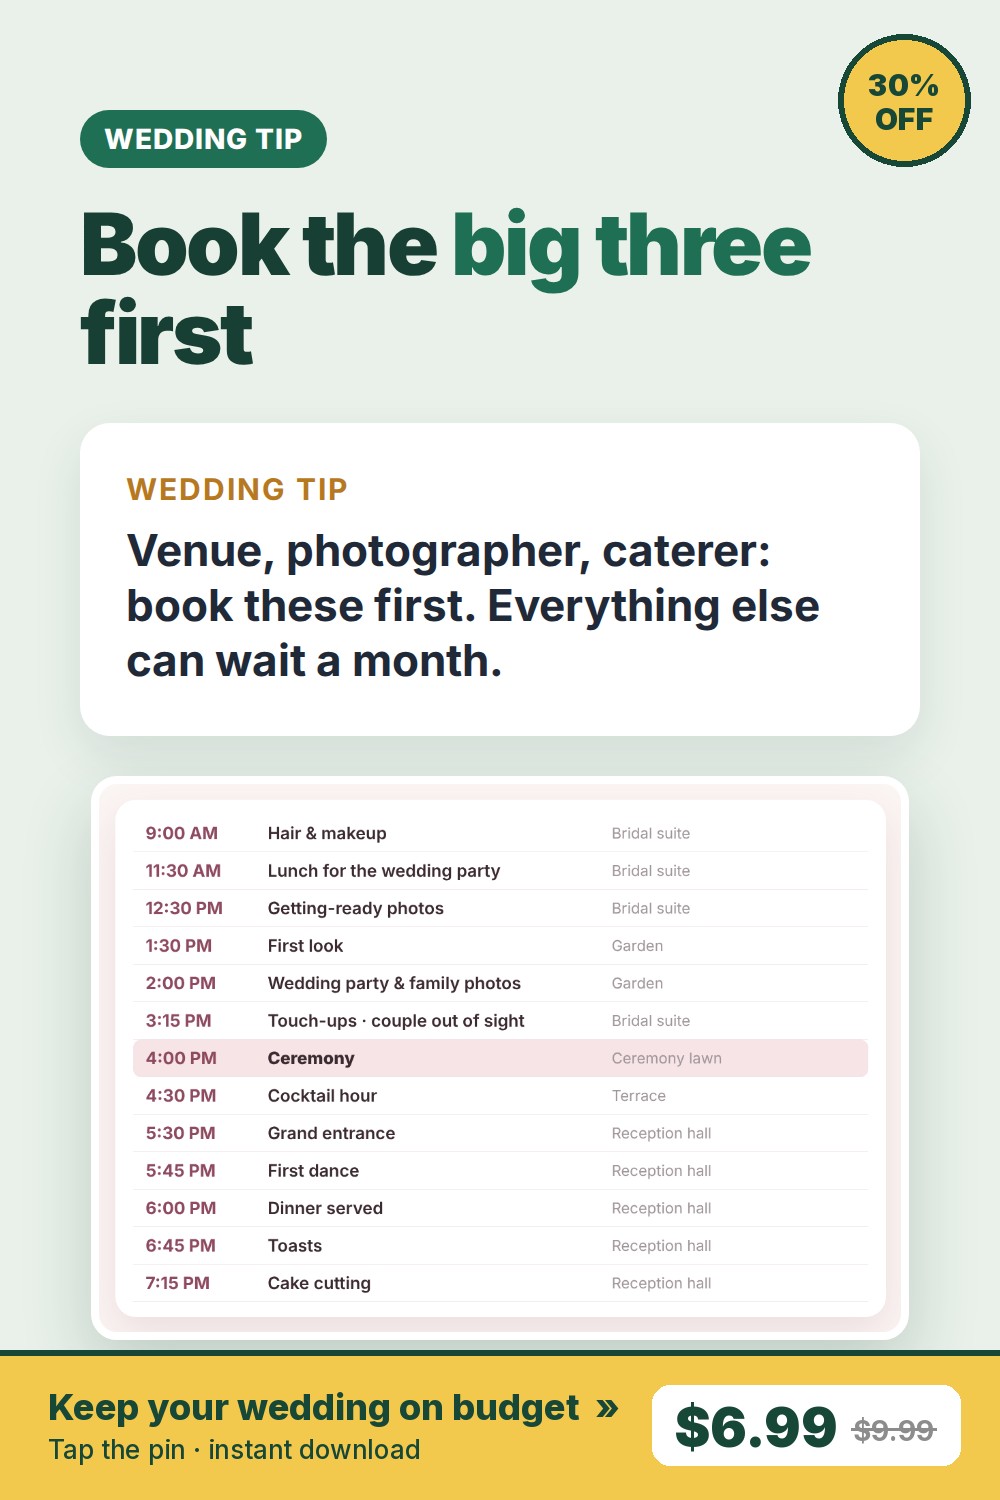 30%
OFF
WEDDING TIP
Book the big three
first
WEDDING TIP
Venue, photographer, caterer:
book these first. Everything else
can wait a month.
9:00 AM Hair & makeup Bridal suite
11:30 AM Lunch for the wedding party Bridal suite
12:30 PM Getting-ready photos Bridal suite
1:30 PM First look Garden
2:00 PM Wedding party & family photos Garden
3:15 PM Touch-ups · couple out of sight Bridal suite
4:00 PM Ceremony Ceremony lawn
4:30 PM Cocktail hour Terrace
5:30 PM Grand entrance Reception hall
5:45 PM First dance Reception hall
6:00 PM Dinner served Reception hall
6:45 PM Toasts Reception hall
7:15 PM Cake cutting Reception hall
Keep your wedding on budget »
Tap the pin · instant download
$6.99 $9.99